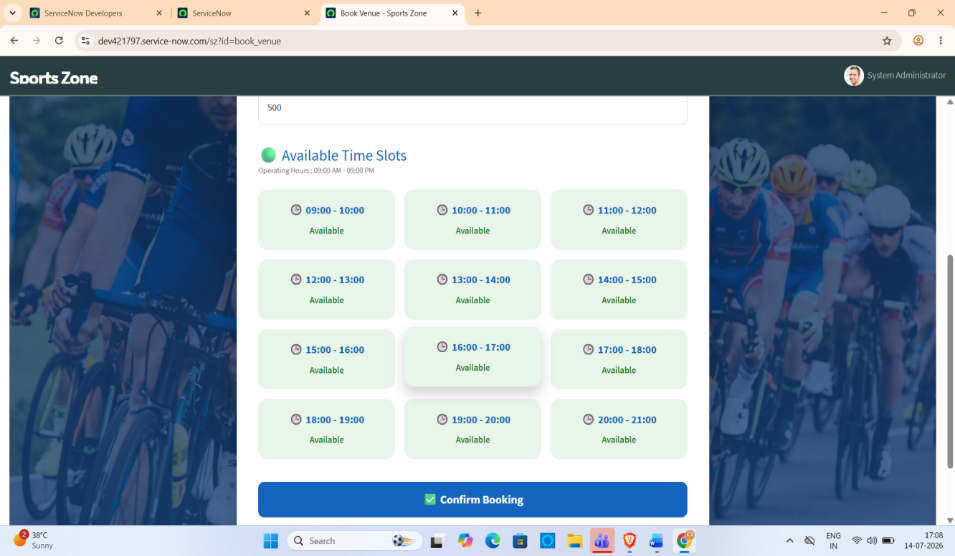 ServiceNow Developers
ServiceNow
Book Venue - Sports Zone
dev421797.service-now.com/sz?id=book_venue
Sports Zone
System Administrator
500
Available Time Slots
Operating Hours : 09:00 AM - 09:00 PM
09:00 - 10:00
Available
10:00 - 11:00
Available
11:00 - 12:00
Available
12:00 - 13:00
Available
13:00 - 14:00
Available
14:00 - 15:00
Available
15:00 - 16:00
Available
16:00 - 17:00
Available
17:00 - 18:00
Available
18:00 - 19:00
Available
19:00 - 20:00
Available
20:00 - 21:00
Available
Confirm Booking
2
38°C
Sunny
Search
ENG
IN
17:08
14-07-2026